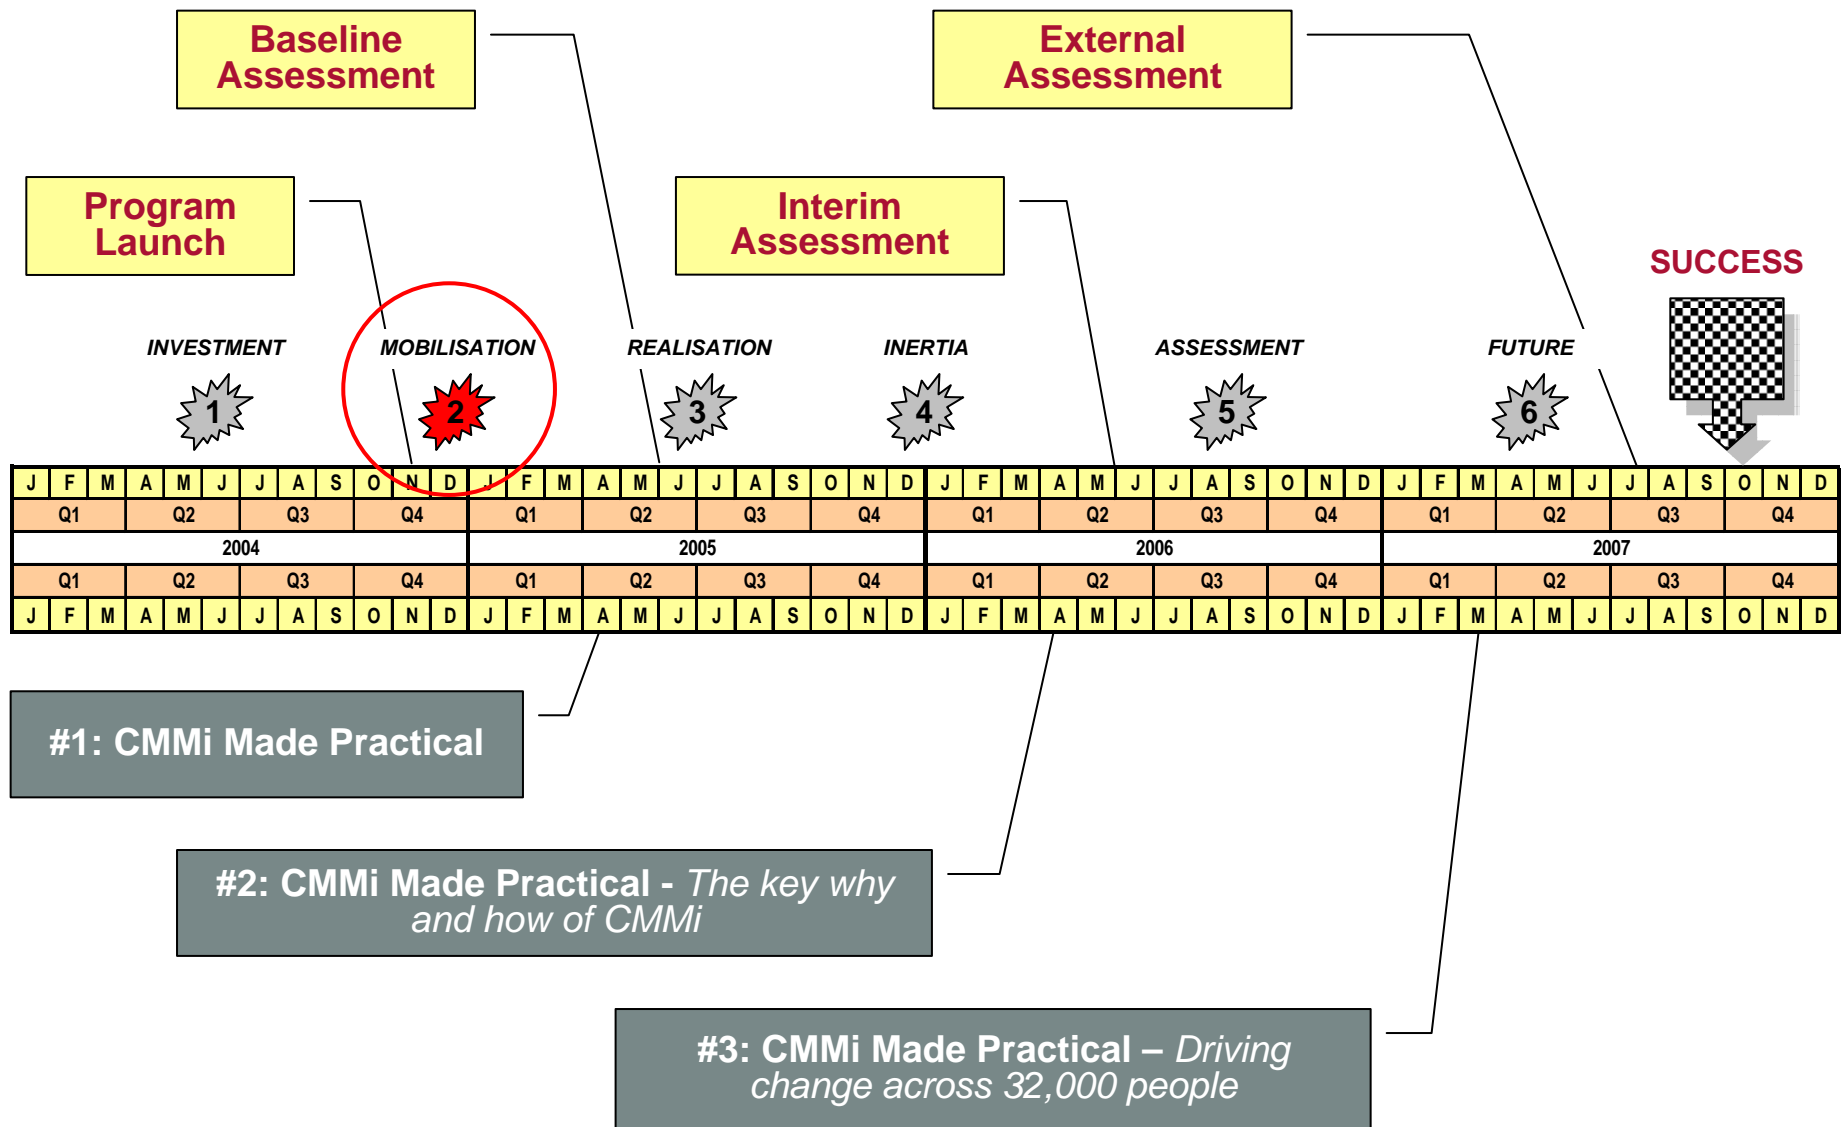 Baseline
Assessment
External
Assessment
Program
Launch
Interim
Assessment
SUCCESS
INVESTMENT
MOBILISATION
REALISATION
INERTIA
ASSESSMENT
FUTURE
1
2
3
4
5
6
J F M A M J J A S O N D J F M A M J J A S O N D J F M A M J J A S O N D J F M A M J J A S O N D
Q1 Q2 Q3 Q4 Q1 Q2 Q3 Q4 Q1 Q2 Q3 Q4 Q1 Q2 Q3 Q4
2004 2005 2006 2007
Q1 Q2 Q3 Q4 Q1 Q2 Q3 Q4 Q1 Q2 Q3 Q4 Q1 Q2 Q3 Q4
J F M A M J J A S O N D J F M A M J J A S O N D J F M A M J J A S O N D J F M A M J J A S O N D
#1: CMMi Made Practical
#2: CMMi Made Practical - The key why
and how of CMMi
#3: CMMi Made Practical – Driving
change across 32,000 people